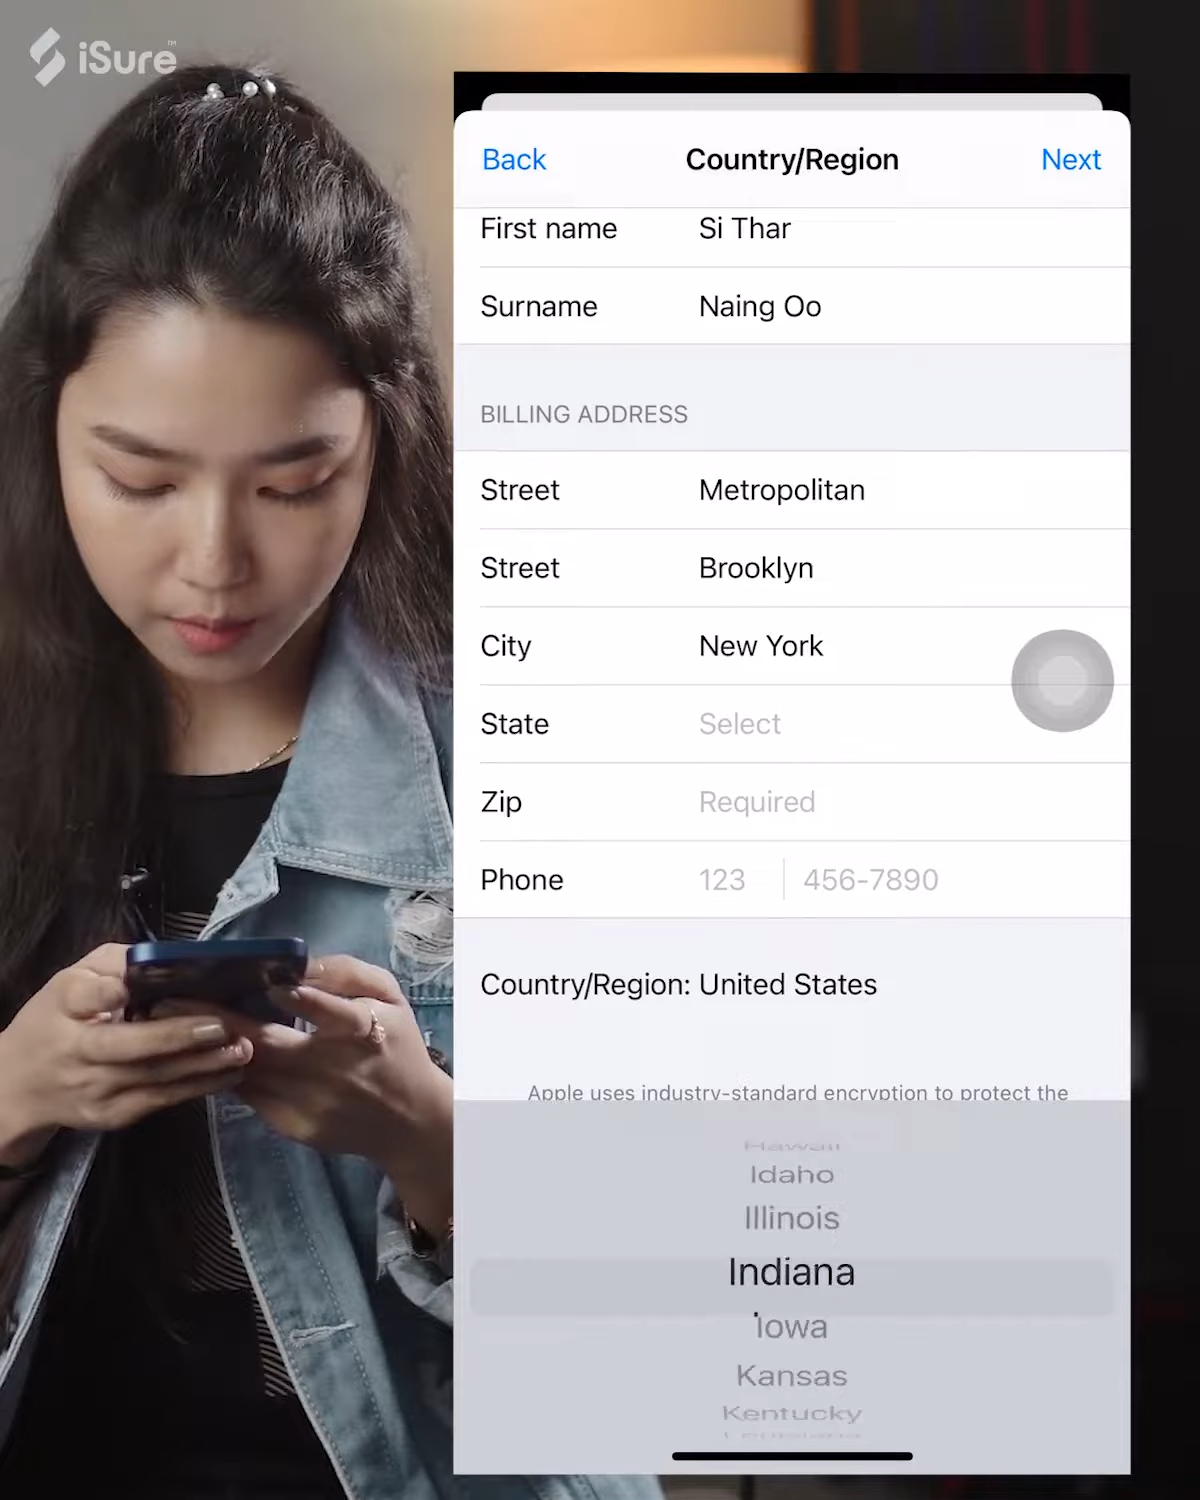 iSure™
Back Country/Region Next
First name Si Thar
Surname Naing Oo
BILLING ADDRESS
Street Metropolitan
Street Brooklyn
City New York
State Select
Zip Required
Phone 123 456-7890
Country/Region: United States
Apple uses industry-standard encryption to protect the
Hawaii
Idaho
Illinois
Indiana
Iowa
Kansas
Kentucky